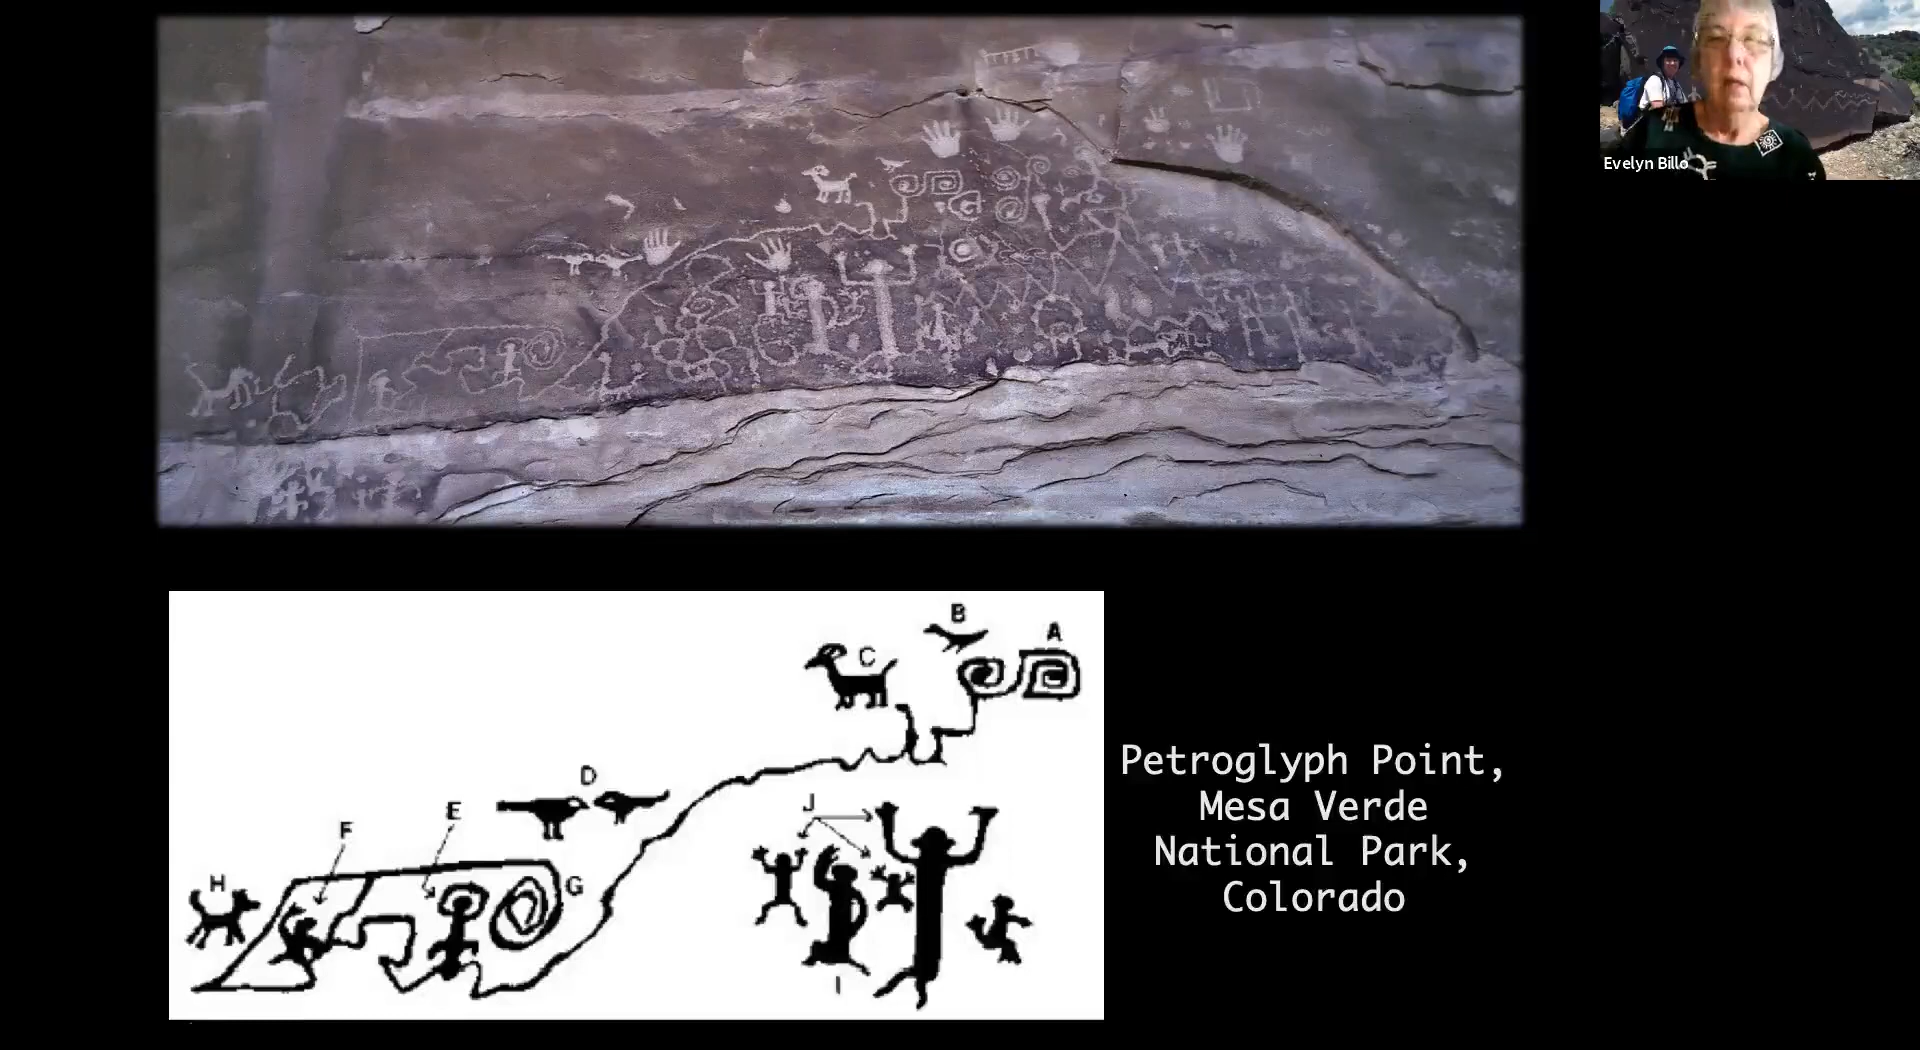 Evelyn Billo
B
A
C
D
E
F
J
H
G
I
Petroglyph Point,
Mesa Verde
National Park,
Colorado